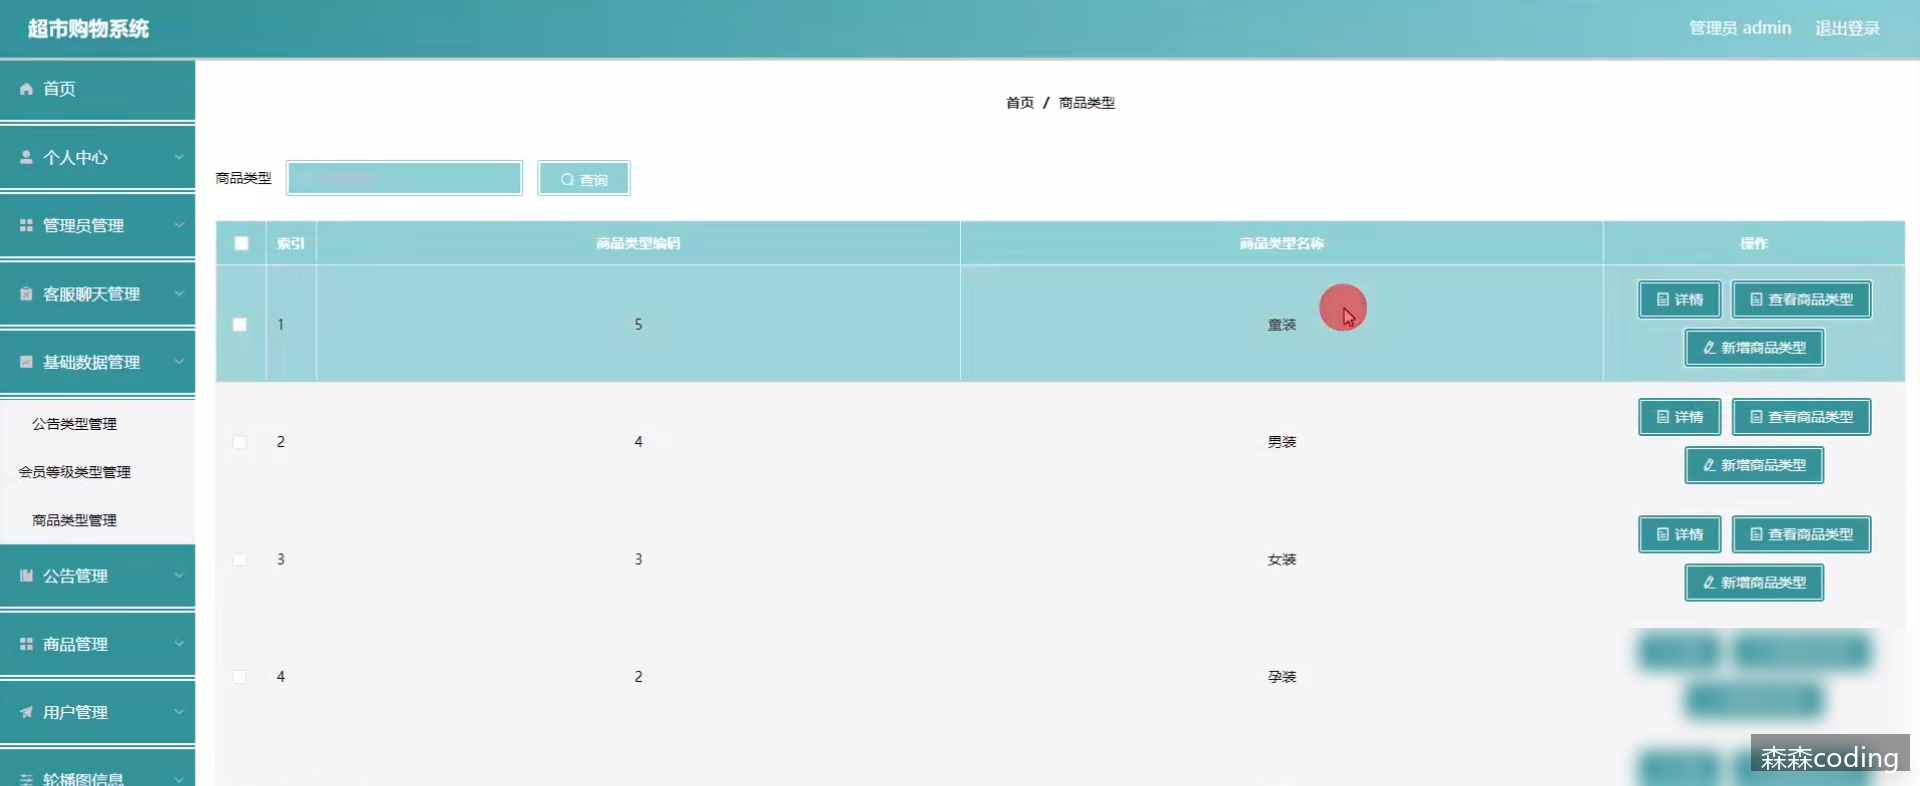 超市购物系统
管理员 admin 退出登录
首页
个人中心
管理员管理
客服聊天管理
基础数据管理
公告类型管理
会员等级类型管理
商品类型管理
公告管理
商品管理
用户管理
轮播图信息
首页 / 商品类型
商品类型 查询
索引 商品类型编码 商品类型名称 操作
1 5 童装 详情 查看商品类型
新增商品类型
2 4 男装 详情 查看商品类型
新增商品类型
3 3 女装 详情 查看商品类型
新增商品类型
4 2 孕装
森森coding